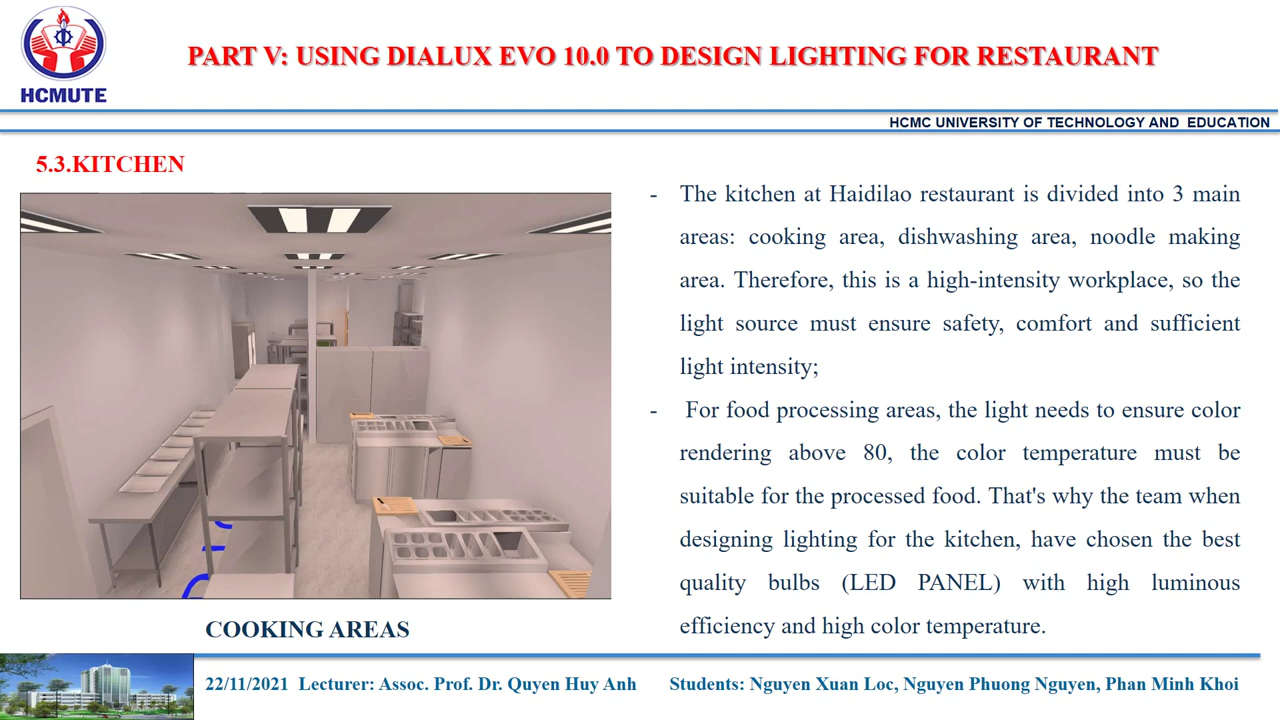 HCMUTE
PART V: USING DIALUX EVO 10.0 TO DESIGN LIGHTING FOR RESTAURANT
HCMC UNIVERSITY OF TECHNOLOGY AND EDUCATION
5.3.KITCHEN
- The kitchen at Haidilao restaurant is divided into 3 main
areas: cooking area, dishwashing area, noodle making
area. Therefore, this is a high-intensity workplace, so the
light source must ensure safety, comfort and sufficient
light intensity;
- For food processing areas, the light needs to ensure color
rendering above 80, the color temperature must be
suitable for the processed food. That's why the team when
designing lighting for the kitchen, have chosen the best
quality bulbs (LED PANEL) with high luminous
efficiency and high color temperature.
COOKING AREAS
22/11/2021 Lecturer: Assoc. Prof. Dr. Quyen Huy Anh
Students: Nguyen Xuan Loc, Nguyen Phuong Nguyen, Phan Minh Khoi